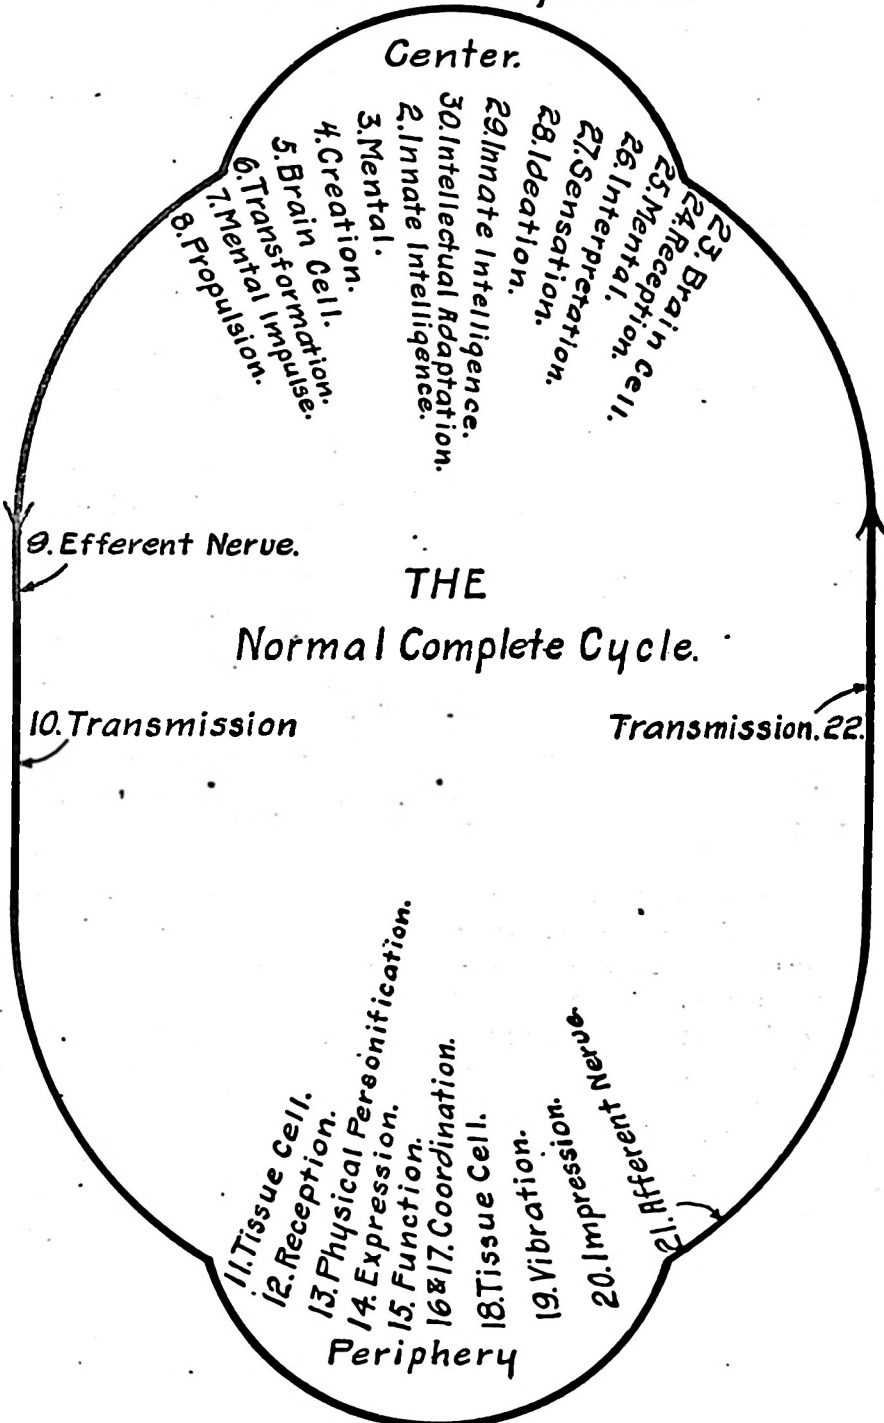 Center.
8. Propulsion.
7. Mental Impulse.
6. Transformation.
5. Brain Cell.
4. Creation.
3. Mental.
2. Innate Intelligence.
30. Intellectual Adaptation.
29. Innate Intelligence.
28. Ideation.
27. Sensation.
26. Interpretation.
25. Mental.
24. Reception.
23. Brain Cell.
9. Efferent Nerve.
THE
Normal Complete Cycle.
10. Transmission
Transmission. 22.
11. Tissue Cell.
12. Reception.
13. Physical Personification.
14. Expression.
15. Function.
16 & 17. Coordination.
18. Tissue Cell.
19. Vibration.
20. Impression.
21. Afferent Nerve
Periphery